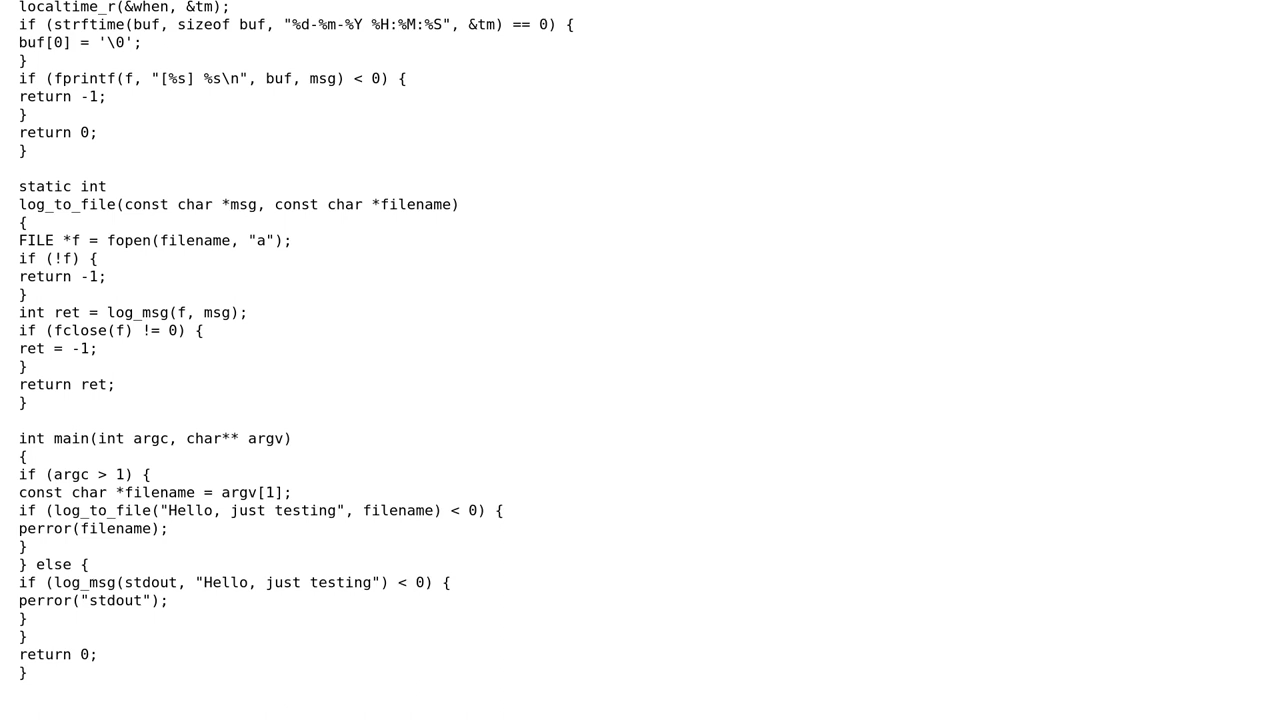 localtime_r(&when, &tm);
if (strftime(buf, sizeof buf, "%d-%m-%Y %H:%M:%S", &tm) == 0) {
buf[0] = '\0';
}
if (fprintf(f, "[%s] %s\n", buf, msg) < 0) {
return -1;
}
return 0;
}

static int
log_to_file(const char *msg, const char *filename)
{
FILE *f = fopen(filename, "a");
if (!f) {
return -1;
}
int ret = log_msg(f, msg);
if (fclose(f) != 0) {
ret = -1;
}
return ret;
}

int main(int argc, char** argv)
{
if (argc > 1) {
const char *filename = argv[1];
if (log_to_file("Hello, just testing", filename) < 0) {
perror(filename);
}
} else {
if (log_msg(stdout, "Hello, just testing") < 0) {
perror("stdout");
}
}
return 0;
}